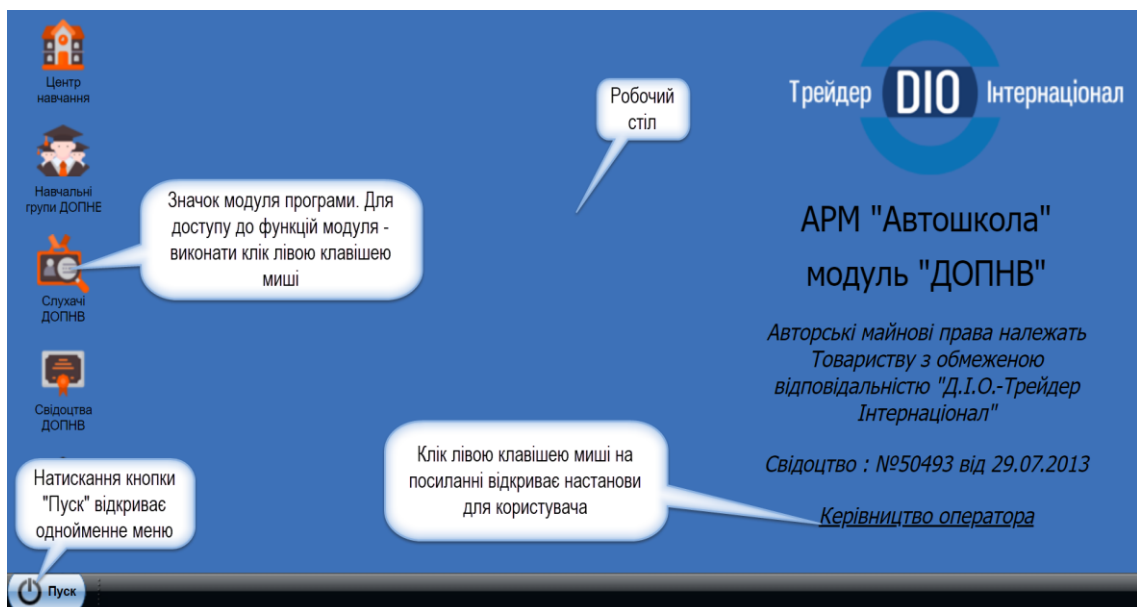 Центр
навчання
Навчальні
групи ДОПНЕ
Слухачі
ДОПНВ
Свідоцтва
ДОПНВ
Значок модуля програми. Для
доступу до функцій модуля -
виконати клік лівою клавішею
миші
Робочий
стіл
Клік лівою клавішею миші на
посиланні відкриває настанови
для користувача
Натискання кнопки
"Пуск" відкриває
однойменне меню
Пуск
Трейдер DIO Інтернаціонал
АРМ "Автошкола"
модуль "ДОПНВ"
Авторські майнові права належать
Товариству з обмеженою
відповідальністю "Д.І.О.-Трейдер
Інтернаціонал"
Свідоцтво : №50493 від 29.07.2013
Керівництво оператора